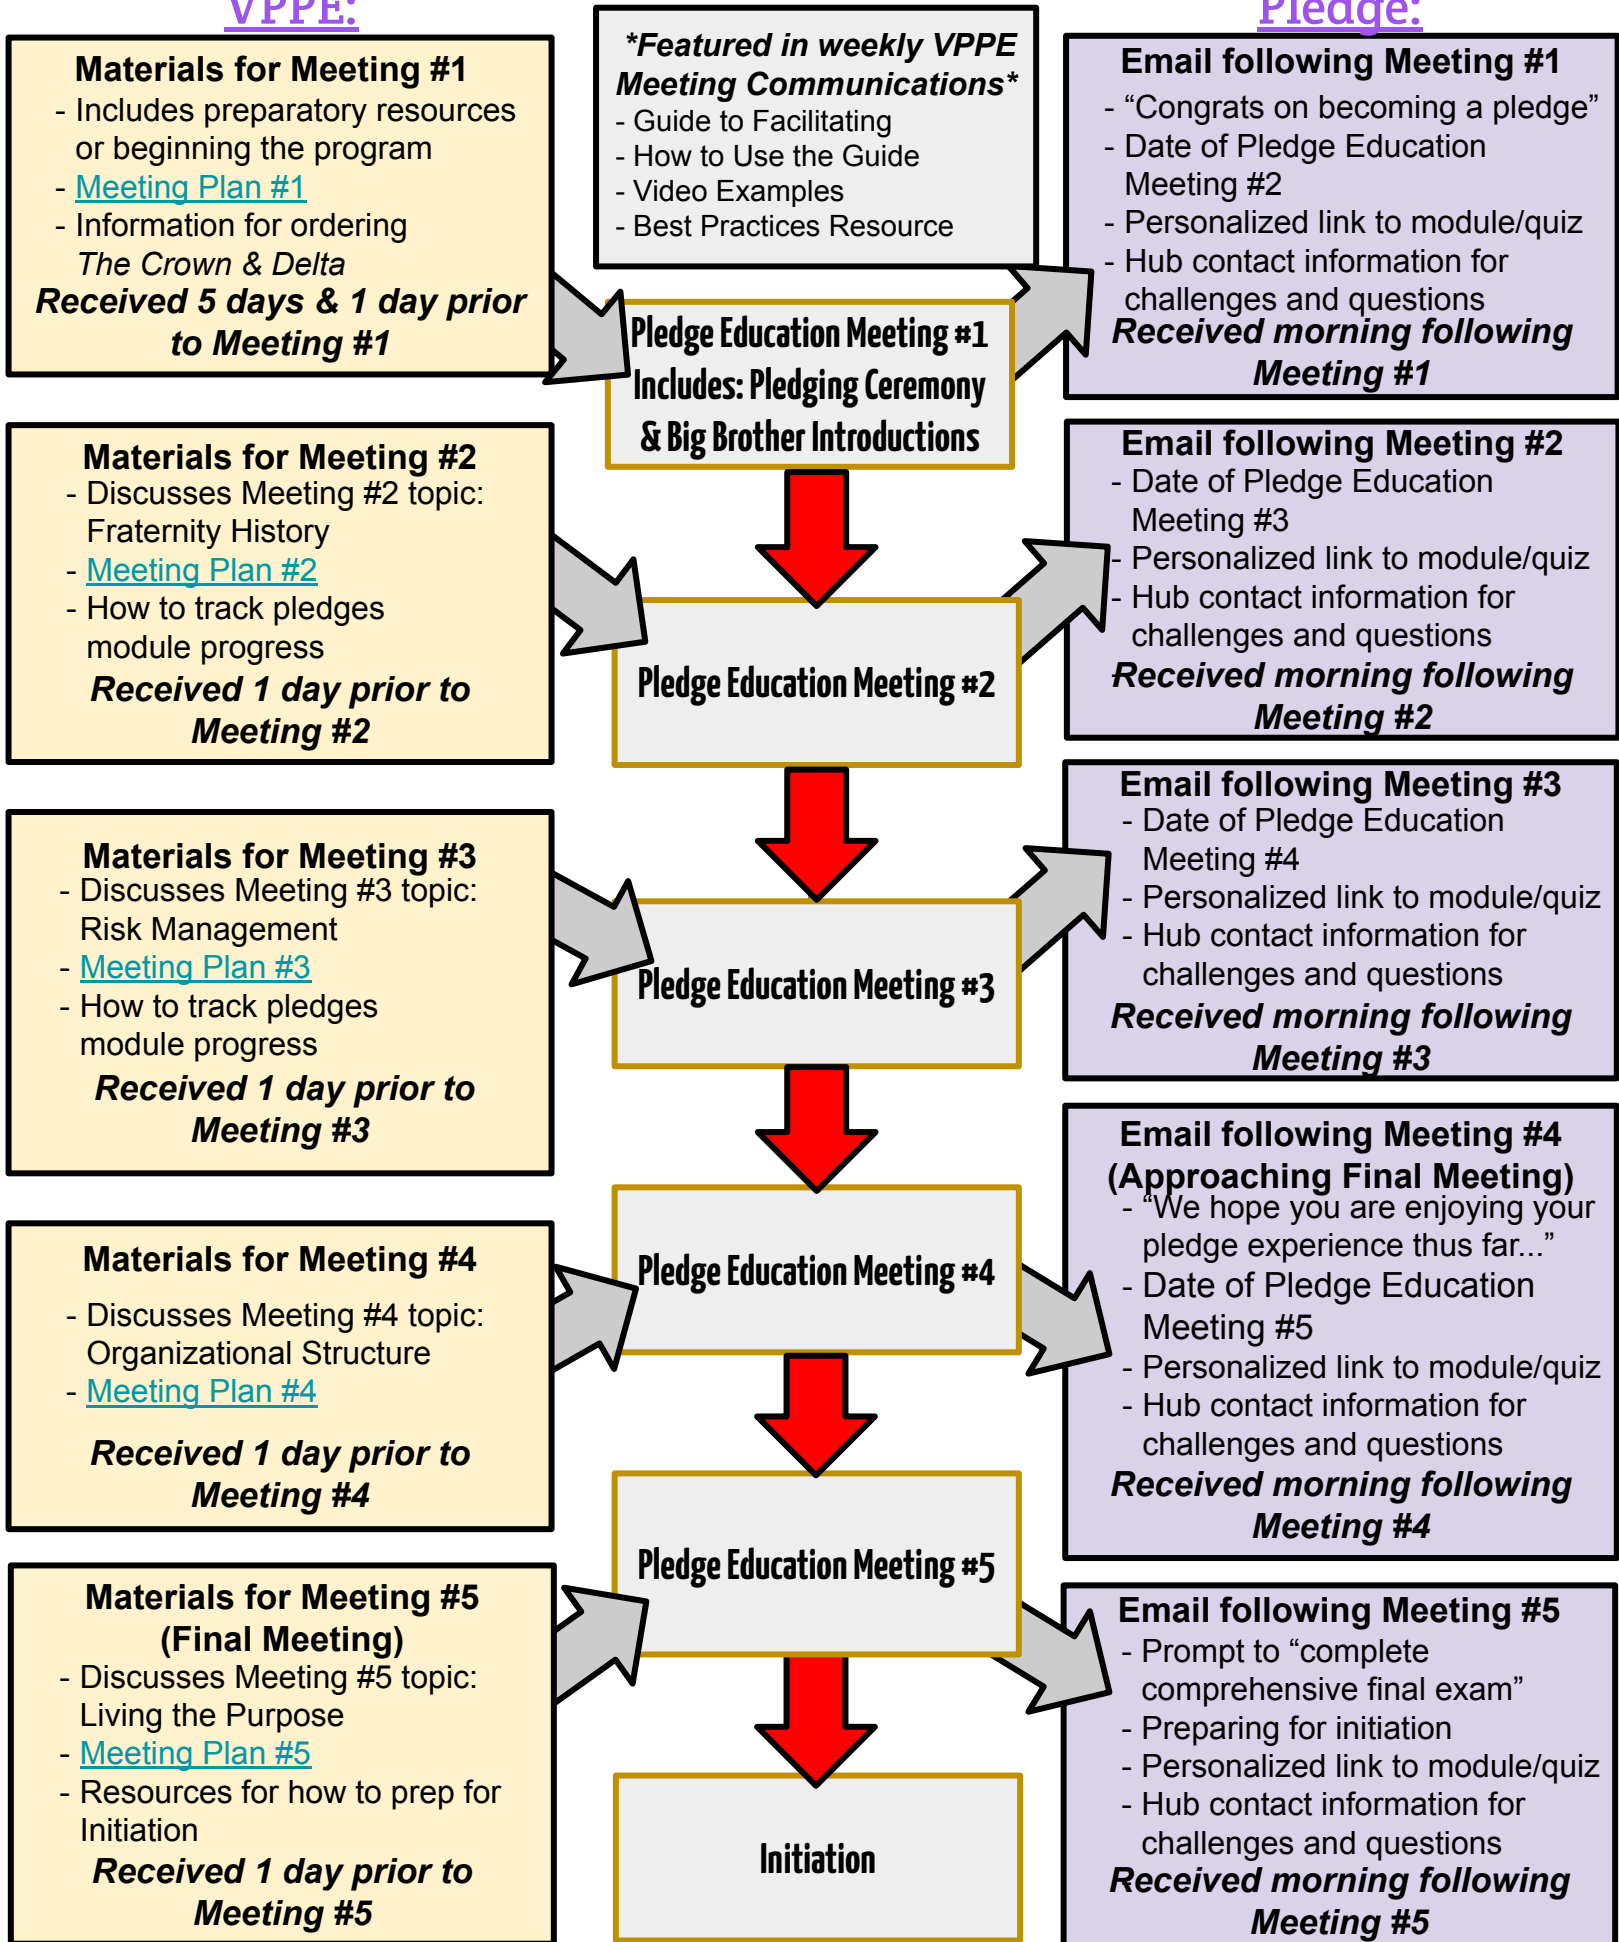 VPPE:
Materials for Meeting #1
- Includes preparatory resources
or beginning the program
- Meeting Plan #1
- Information for ordering
The Crown & Delta
Received 5 days & 1 day prior
to Meeting #1
*Featured in weekly VPPE
Meeting Communications*
- Guide to Facilitating
- How to Use the Guide
- Video Examples
- Best Practices Resource
Pledge:
Email following Meeting #1
- “Congrats on becoming a pledge”
- Date of Pledge Education
Meeting #2
- Personalized link to module/quiz
- Hub contact information for
challenges and questions
Received morning following
Meeting #1
Pledge Education Meeting #1
Includes: Pledging Ceremony
& Big Brother Introductions
Materials for Meeting #2
- Discusses Meeting #2 topic:
Fraternity History
- Meeting Plan #2
- How to track pledges
module progress
Received 1 day prior to
Meeting #2
Pledge Education Meeting #2
Email following Meeting #2
- Date of Pledge Education
Meeting #3
- Personalized link to module/quiz
- Hub contact information for
challenges and questions
Received morning following
Meeting #2
Materials for Meeting #3
- Discusses Meeting #3 topic:
Risk Management
- Meeting Plan #3
- How to track pledges
module progress
Received 1 day prior to
Meeting #3
Pledge Education Meeting #3
Email following Meeting #3
- Date of Pledge Education
Meeting #4
- Personalized link to module/quiz
- Hub contact information for
challenges and questions
Received morning following
Meeting #3
Materials for Meeting #4
- Discusses Meeting #4 topic:
Organizational Structure
- Meeting Plan #4
Received 1 day prior to
Meeting #4
Pledge Education Meeting #4
Email following Meeting #4
(Approaching Final Meeting)
- “We hope you are enjoying your
pledge experience thus far...”
- Date of Pledge Education
Meeting #5
- Personalized link to module/quiz
- Hub contact information for
challenges and questions
Received morning following
Meeting #4
Materials for Meeting #5
(Final Meeting)
- Discusses Meeting #5 topic:
Living the Purpose
- Meeting Plan #5
- Resources for how to prep for
Initiation
Received 1 day prior to
Meeting #5
Pledge Education Meeting #5
Email following Meeting #5
- Prompt to “complete
comprehensive final exam”
- Preparing for initiation
- Personalized link to module/quiz
- Hub contact information for
challenges and questions
Received morning following
Meeting #5
Initiation